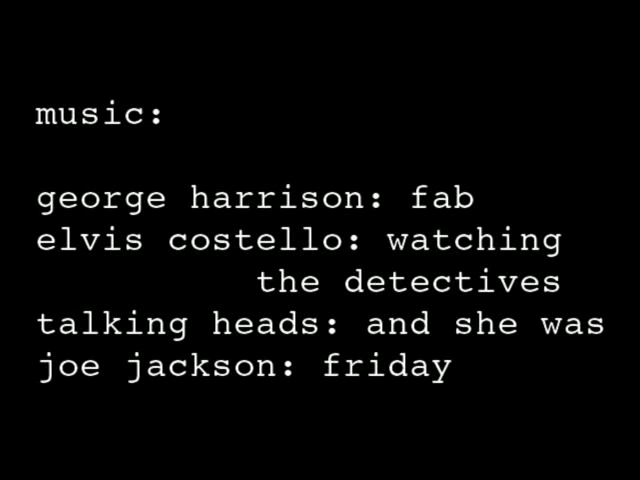 music:
george harrison: fab
elvis costello: watching
the detectives
talking heads: and she was
joe jackson: friday